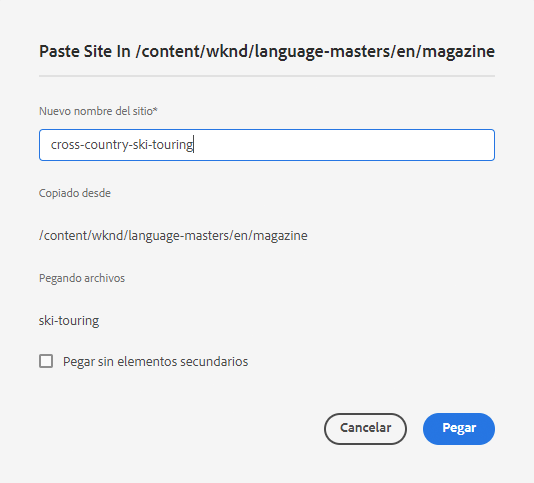 Paste Site In /content/wknd/language-masters/en/magazine
Nuevo nombre del sitio*
cross-country-ski-touring
Copiado desde
/content/wknd/language-masters/en/magazine
Pegando archivos
ski-touring
Pegar sin elementos secundarios
Cancelar Pegar